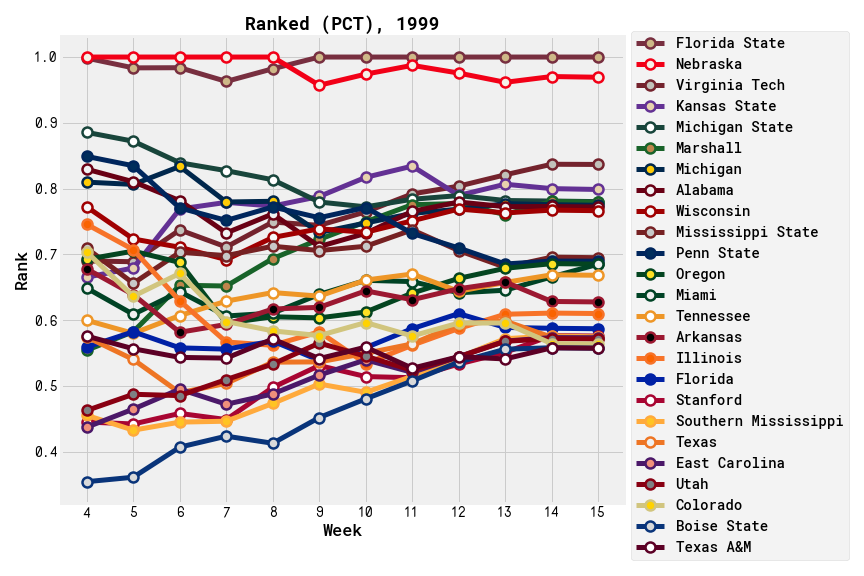 Ranked (PCT), 1999
1.0
0.9
0.8
0.7
0.6
0.5
0.4
Rank
4 5 6 7 8 9 10 11 12 13 14 15
Week
Florida State
Nebraska
Virginia Tech
Kansas State
Michigan State
Marshall
Michigan
Alabama
Wisconsin
Mississippi State
Penn State
Oregon
Miami
Tennessee
Arkansas
Illinois
Florida
Stanford
Southern Mississippi
Texas
East Carolina
Utah
Colorado
Boise State
Texas A&M